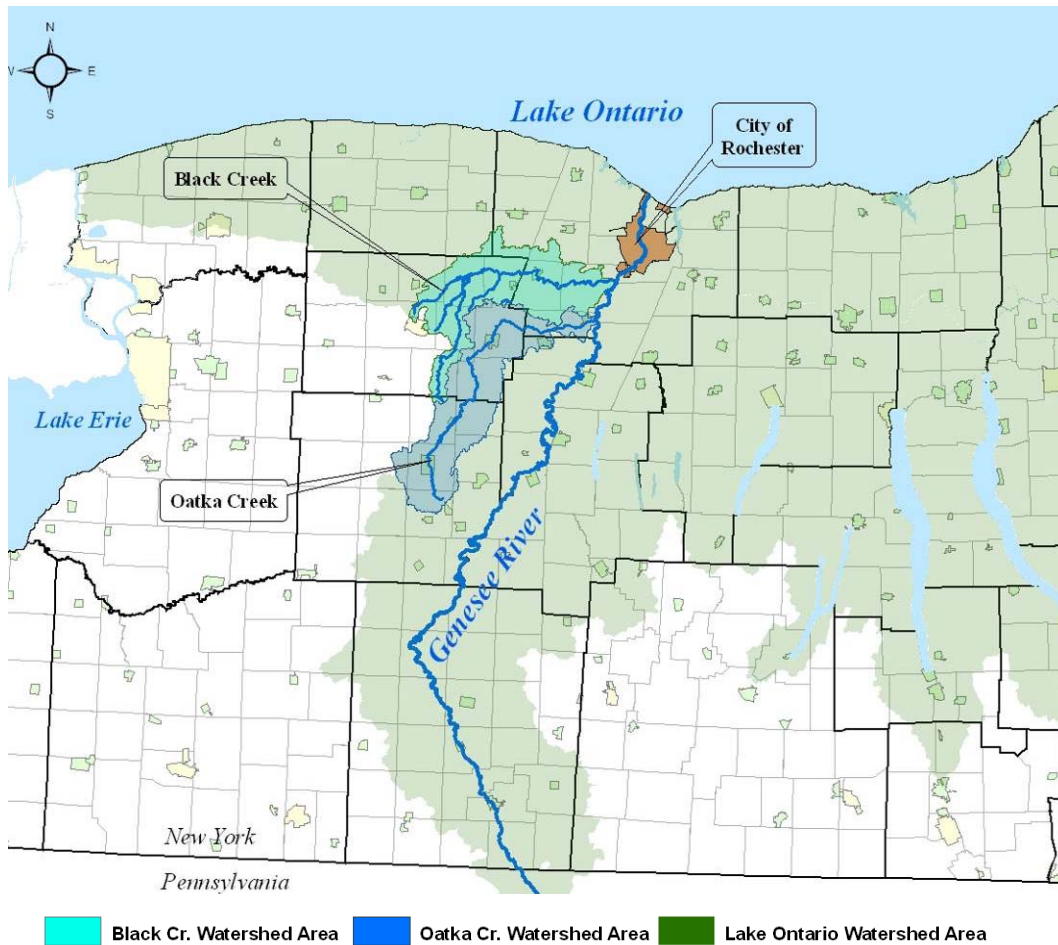 N
V
E
S
Lake Ontario
City of
Rochester
Black Creek
Lake Erie
Oatka Creek
Genesee River
New York
Pennsylvania
Black Cr. Watershed Area
Oatka Cr. Watershed Area
Lake Ontario Watershed Area